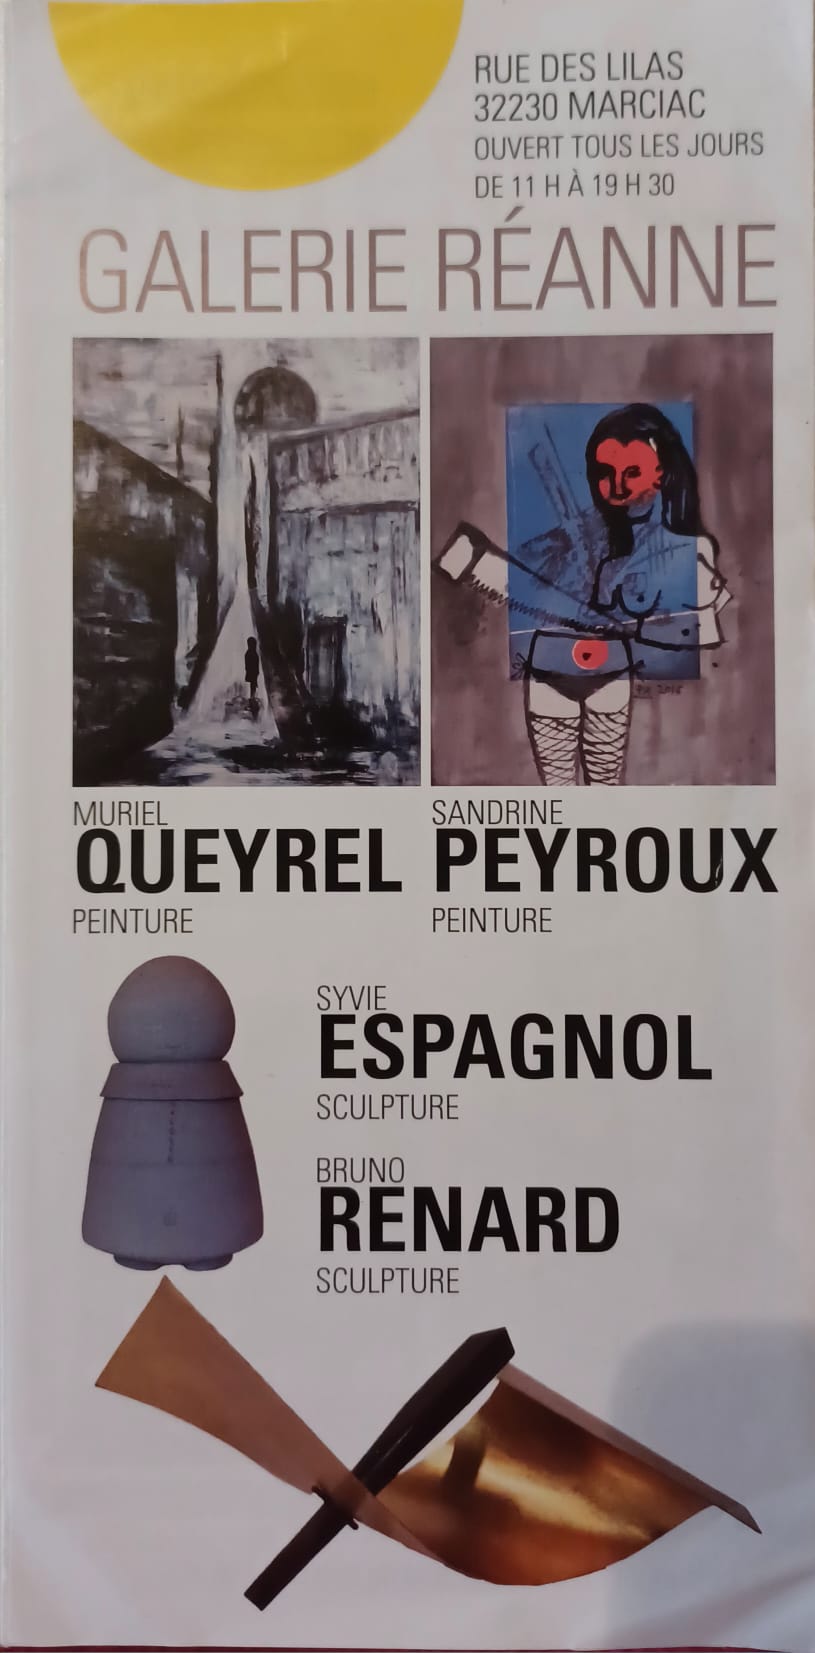 RUE DES LILAS
32230 MARCIAC
OUVERT TOUS LES JOURS
DE 11 H À 19 H 30
GALERIE RÉANNE
MURIEL
QUEYREL
PEINTURE
SANDRINE
PEYROUX
PEINTURE
SYVIE
ESPAGNOL
SCULPTURE
BRUNO
RENARD
SCULPTURE